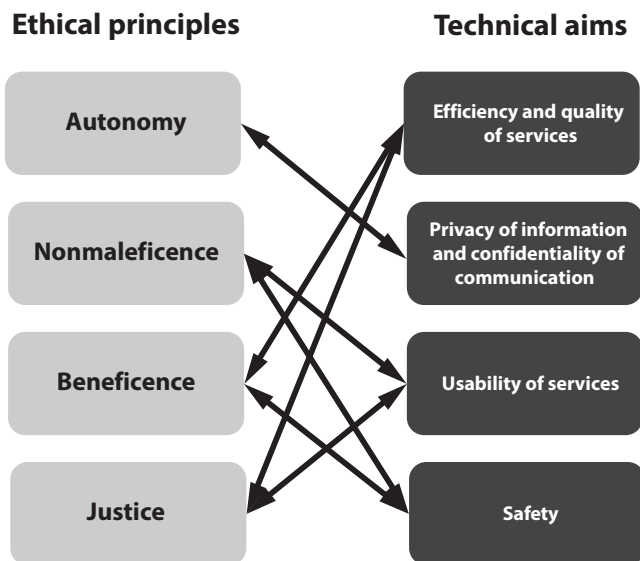 Ethical principles
Technical aims
Autonomy
Efficiency and quality
of services
Nonmaleficence
Privacy of information
and confidentiality of
communication
Beneficence
Usability of services
Justice
Safety